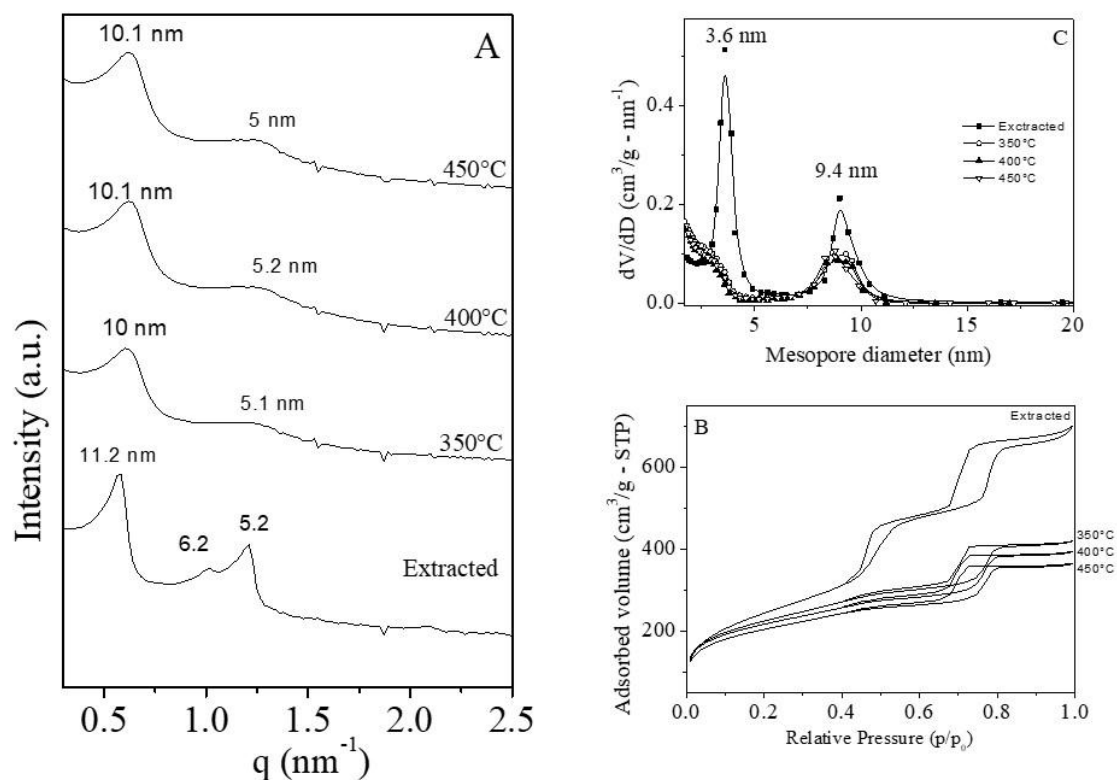 A
10.1 nm
5 nm
450°C
10.1 nm
5.2 nm
400°C
10 nm
5.1 nm
350°C
11.2 nm
6.2
5.2
Extracted
Intensity (a.u.)
0.5 1.0 1.5 2.0 2.5
q (nm⁻¹)
C
3.6 nm
9.4 nm
Exctracted
350°C
400°C
450°C
0.4
0.2
0.0
dV/dD (cm³/g - nm⁻¹)
5 10 15 20
Mesopore diameter (nm)
B
Extracted
350°C
400°C
450°C
600
400
200
Adsorbed volume (cm³/g - STP)
0.0 0.2 0.4 0.6 0.8 1.0
Relative Pressure (p/p₀)